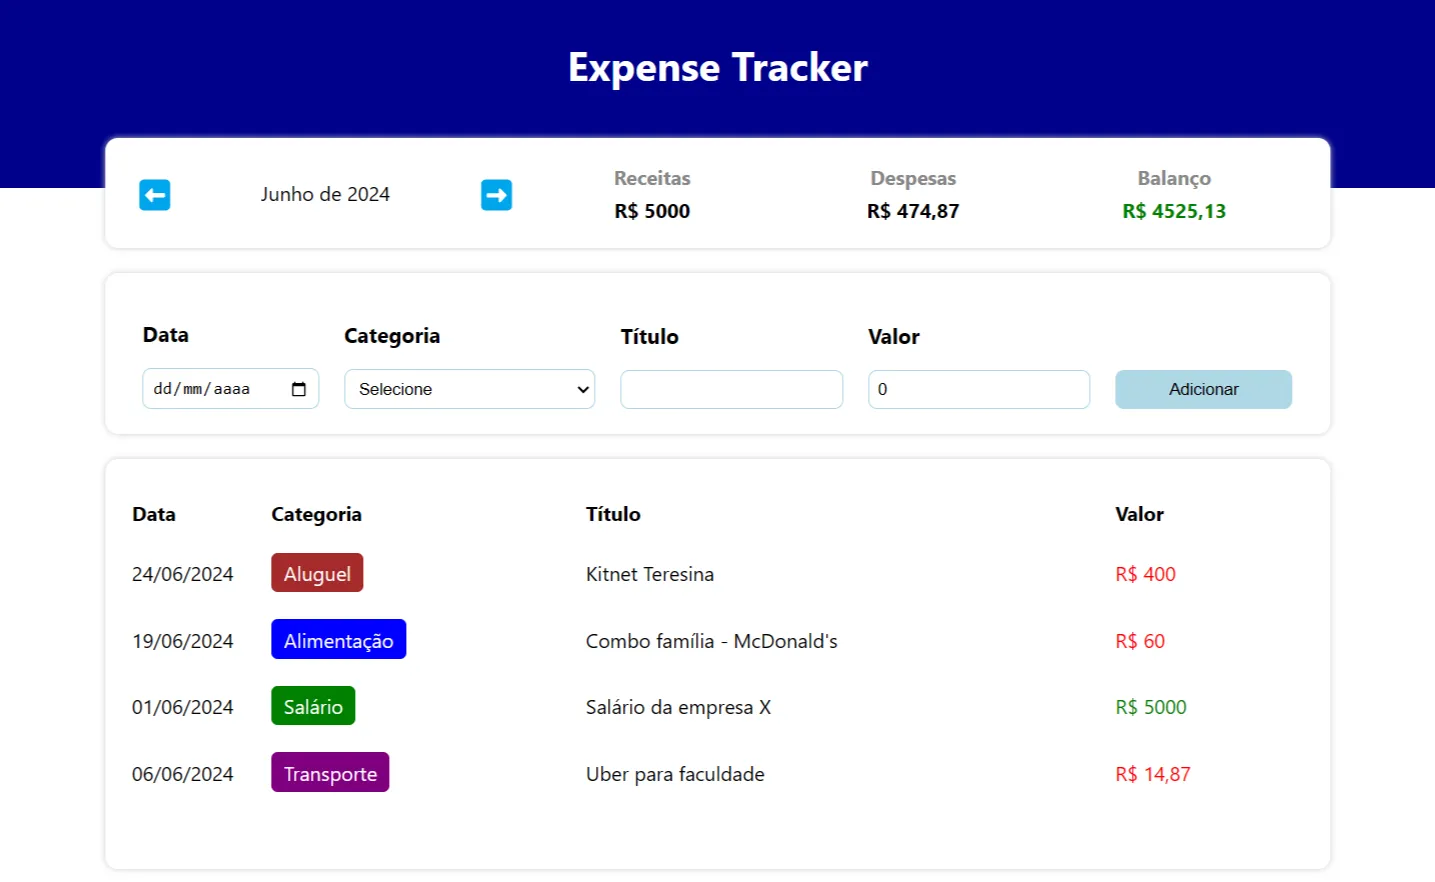 Expense Tracker
Junho de 2024
Receitas Despesas Balanço
R$ 5000 R$ 474,87 R$ 4525,13
Data Categoria Título Valor
dd/mm/aaaa Selecione 0 Adicionar
Data Categoria Título Valor
24/06/2024 Aluguel Kitnet Teresina R$ 400
19/06/2024 Alimentação Combo família - McDonald's R$ 60
01/06/2024 Salário Salário da empresa X R$ 5000
06/06/2024 Transporte Uber para faculdade R$ 14,87